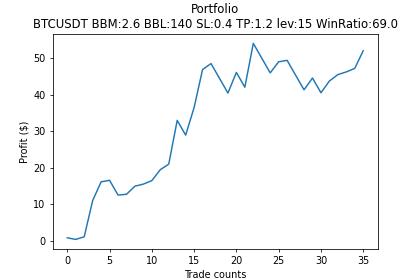 Portfolio
BTCUSDT BBM:2.6 BBL:140 SL:0.4 TP:1.2 lev:15 WinRatio:69.0
50
40
30
20
10
0
Profit ($)
0 5 10 15 20 25 30 35
Trade counts